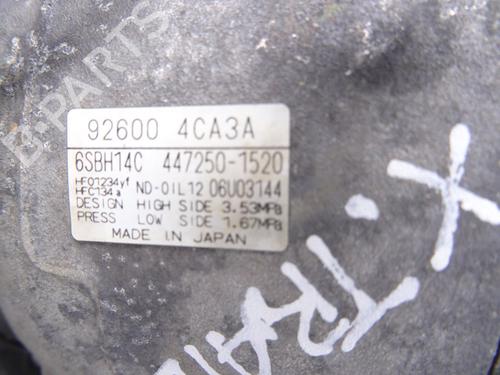 B-PARTS
92600 4CA3A
6SBH14C 447250-1520
HFO1234yf
HFC134a ND-OIL12 06U03144
DESIGN HIGH SIDE 3.53MPa
PRESS LOW SIDE 1.67MPa
MADE IN JAPAN
X-TRAIL